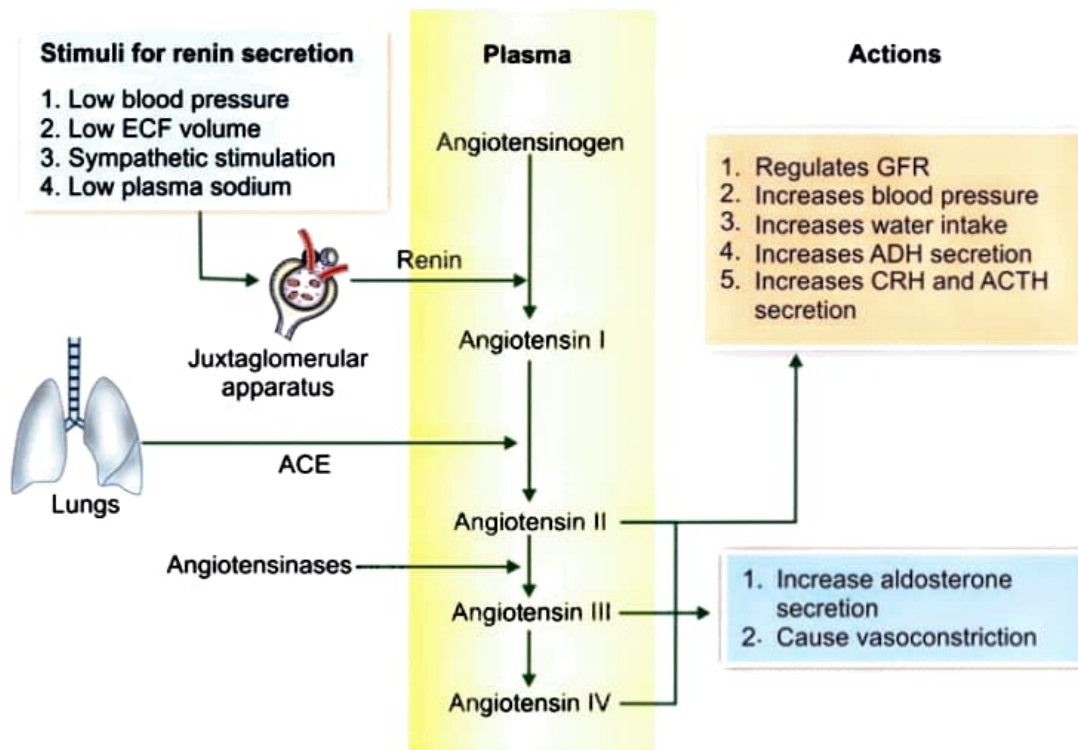 Stimuli for renin secretion
1. Low blood pressure
2. Low ECF volume
3. Sympathetic stimulation
4. Low plasma sodium
Plasma
Actions
Angiotensinogen
1. Regulates GFR
2. Increases blood pressure
3. Increases water intake
4. Increases ADH secretion
5. Increases CRH and ACTH
secretion
Renin
Juxtaglomerular
apparatus
Angiotensin I
Lungs
ACE
Angiotensin II
Angiotensinases
Angiotensin III
1. Increase aldosterone
secretion
2. Cause vasoconstriction
Angiotensin IV